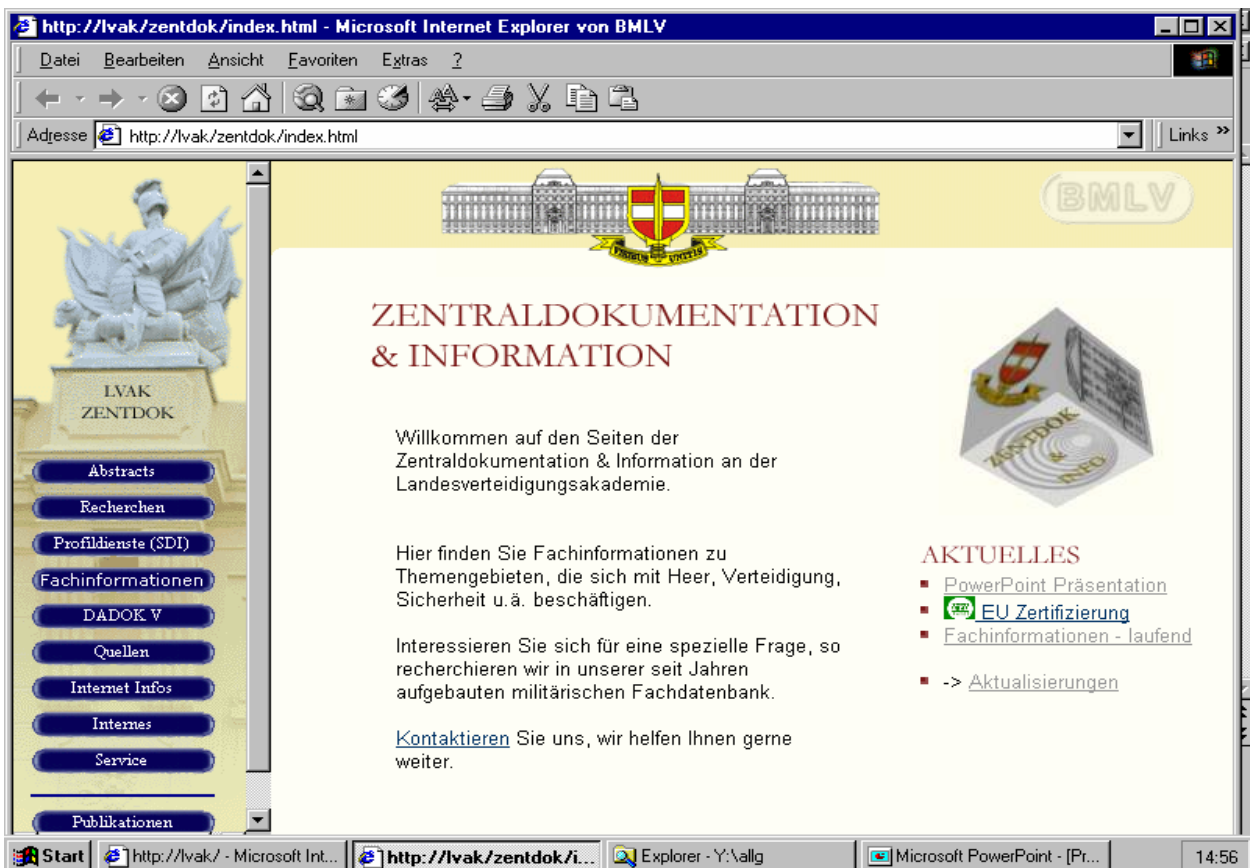 http://lvak/zentdok/index.html - Microsoft Internet Explorer von BMLV
Datei Bearbeiten Ansicht Favoriten Extras ?
Adresse http://lvak/zentdok/index.html Links »
VIRIBUS UNITIS
BMLV
LVAK
ZENTDOK
Abstracts
Recherchen
Profildienste (SDI)
Fachinformationen
DADOK V
Quellen
Internet Infos
Internes
Service
Publikationen
ZENTRALDOKUMENTATION
& INFORMATION
Willkommen auf den Seiten der
Zentraldokumentation & Information an der
Landesverteidigungsakademie.
Hier finden Sie Fachinformationen zu
Themengebieten, die sich mit Heer, Verteidigung,
Sicherheit u.ä. beschäftigen.
Interessieren Sie sich für eine spezielle Frage, so
recherchieren wir in unserer seit Jahren
aufgebauten militärischen Fachdatenbank.
Kontaktieren Sie uns, wir helfen Ihnen gerne
weiter.
ZENTDOK
&
INFO
AKTUELLES
PowerPoint Präsentation
EU Zertifizierung
Fachinformationen - laufend
-> Aktualisierungen
Start http://lvak/ - Microsoft Int... http://lvak/zentdok/i... Explorer - Y:\allg Microsoft PowerPoint - [Pr... 14:56